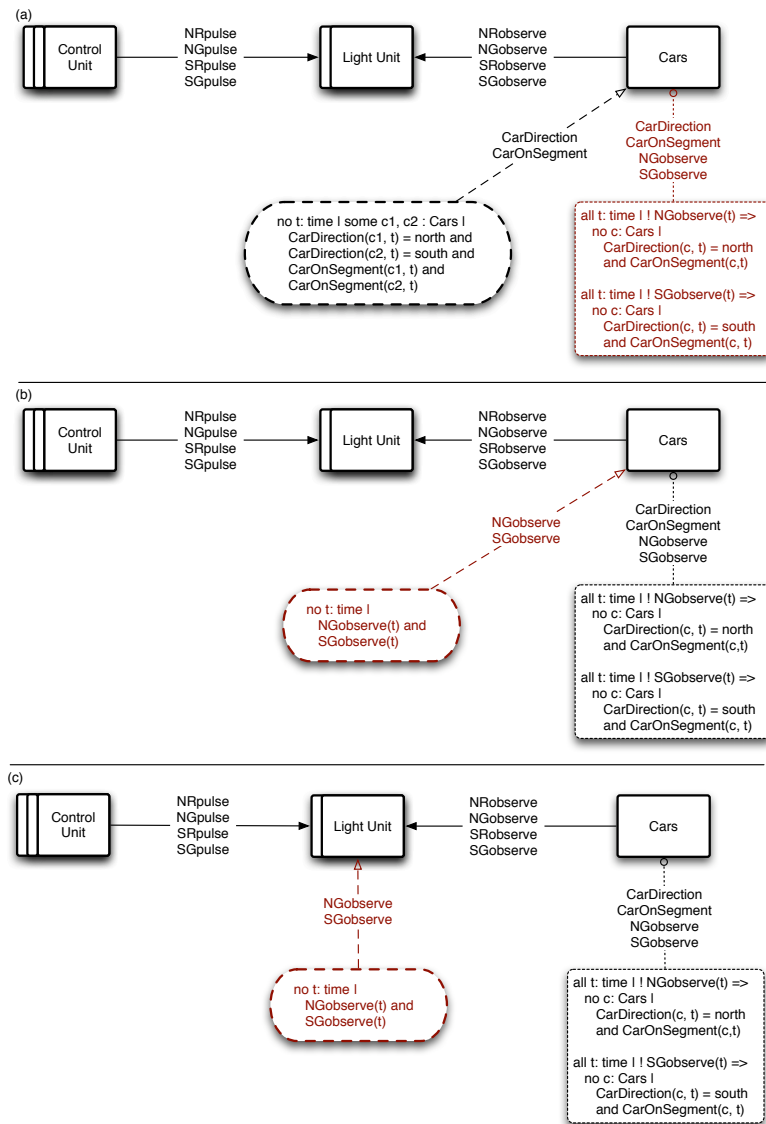 (a)
Control
Unit
NRpulse
NGpulse
SRpulse
SGpulse
Light Unit
NRobserve
NGobserve
SRobserve
SGobserve
Cars
CarDirection
CarOnSegment
CarDirection
CarOnSegment
NGobserve
SGobserve
no t: time | some c1, c2 : Cars |
CarDirection(c1, t) = north and
CarDirection(c2, t) = south and
CarOnSegment(c1, t) and
CarOnSegment(c2, t)
all t: time | ! NGobserve(t) =>
no c: Cars |
CarDirection(c, t) = north
and CarOnSegment(c,t)
all t: time | ! SGobserve(t) =>
no c: Cars |
CarDirection(c, t) = south
and CarOnSegment(c, t)
(b)
Control
Unit
NRpulse
NGpulse
SRpulse
SGpulse
Light Unit
NRobserve
NGobserve
SRobserve
SGobserve
Cars
NGobserve
SGobserve
CarDirection
CarOnSegment
NGobserve
SGobserve
no t: time |
NGobserve(t) and
SGobserve(t)
all t: time | ! NGobserve(t) =>
no c: Cars |
CarDirection(c, t) = north
and CarOnSegment(c,t)
all t: time | ! SGobserve(t) =>
no c: Cars |
CarDirection(c, t) = south
and CarOnSegment(c, t)
(c)
Control
Unit
NRpulse
NGpulse
SRpulse
SGpulse
Light Unit
NRobserve
NGobserve
SRobserve
SGobserve
Cars
NGobserve
SGobserve
CarDirection
CarOnSegment
NGobserve
SGobserve
no t: time |
NGobserve(t) and
SGobserve(t)
all t: time | ! NGobserve(t) =>
no c: Cars |
CarDirection(c, t) = north
and CarOnSegment(c,t)
all t: time | ! SGobserve(t) =>
no c: Cars |
CarDirection(c, t) = south
and CarOnSegment(c, t)